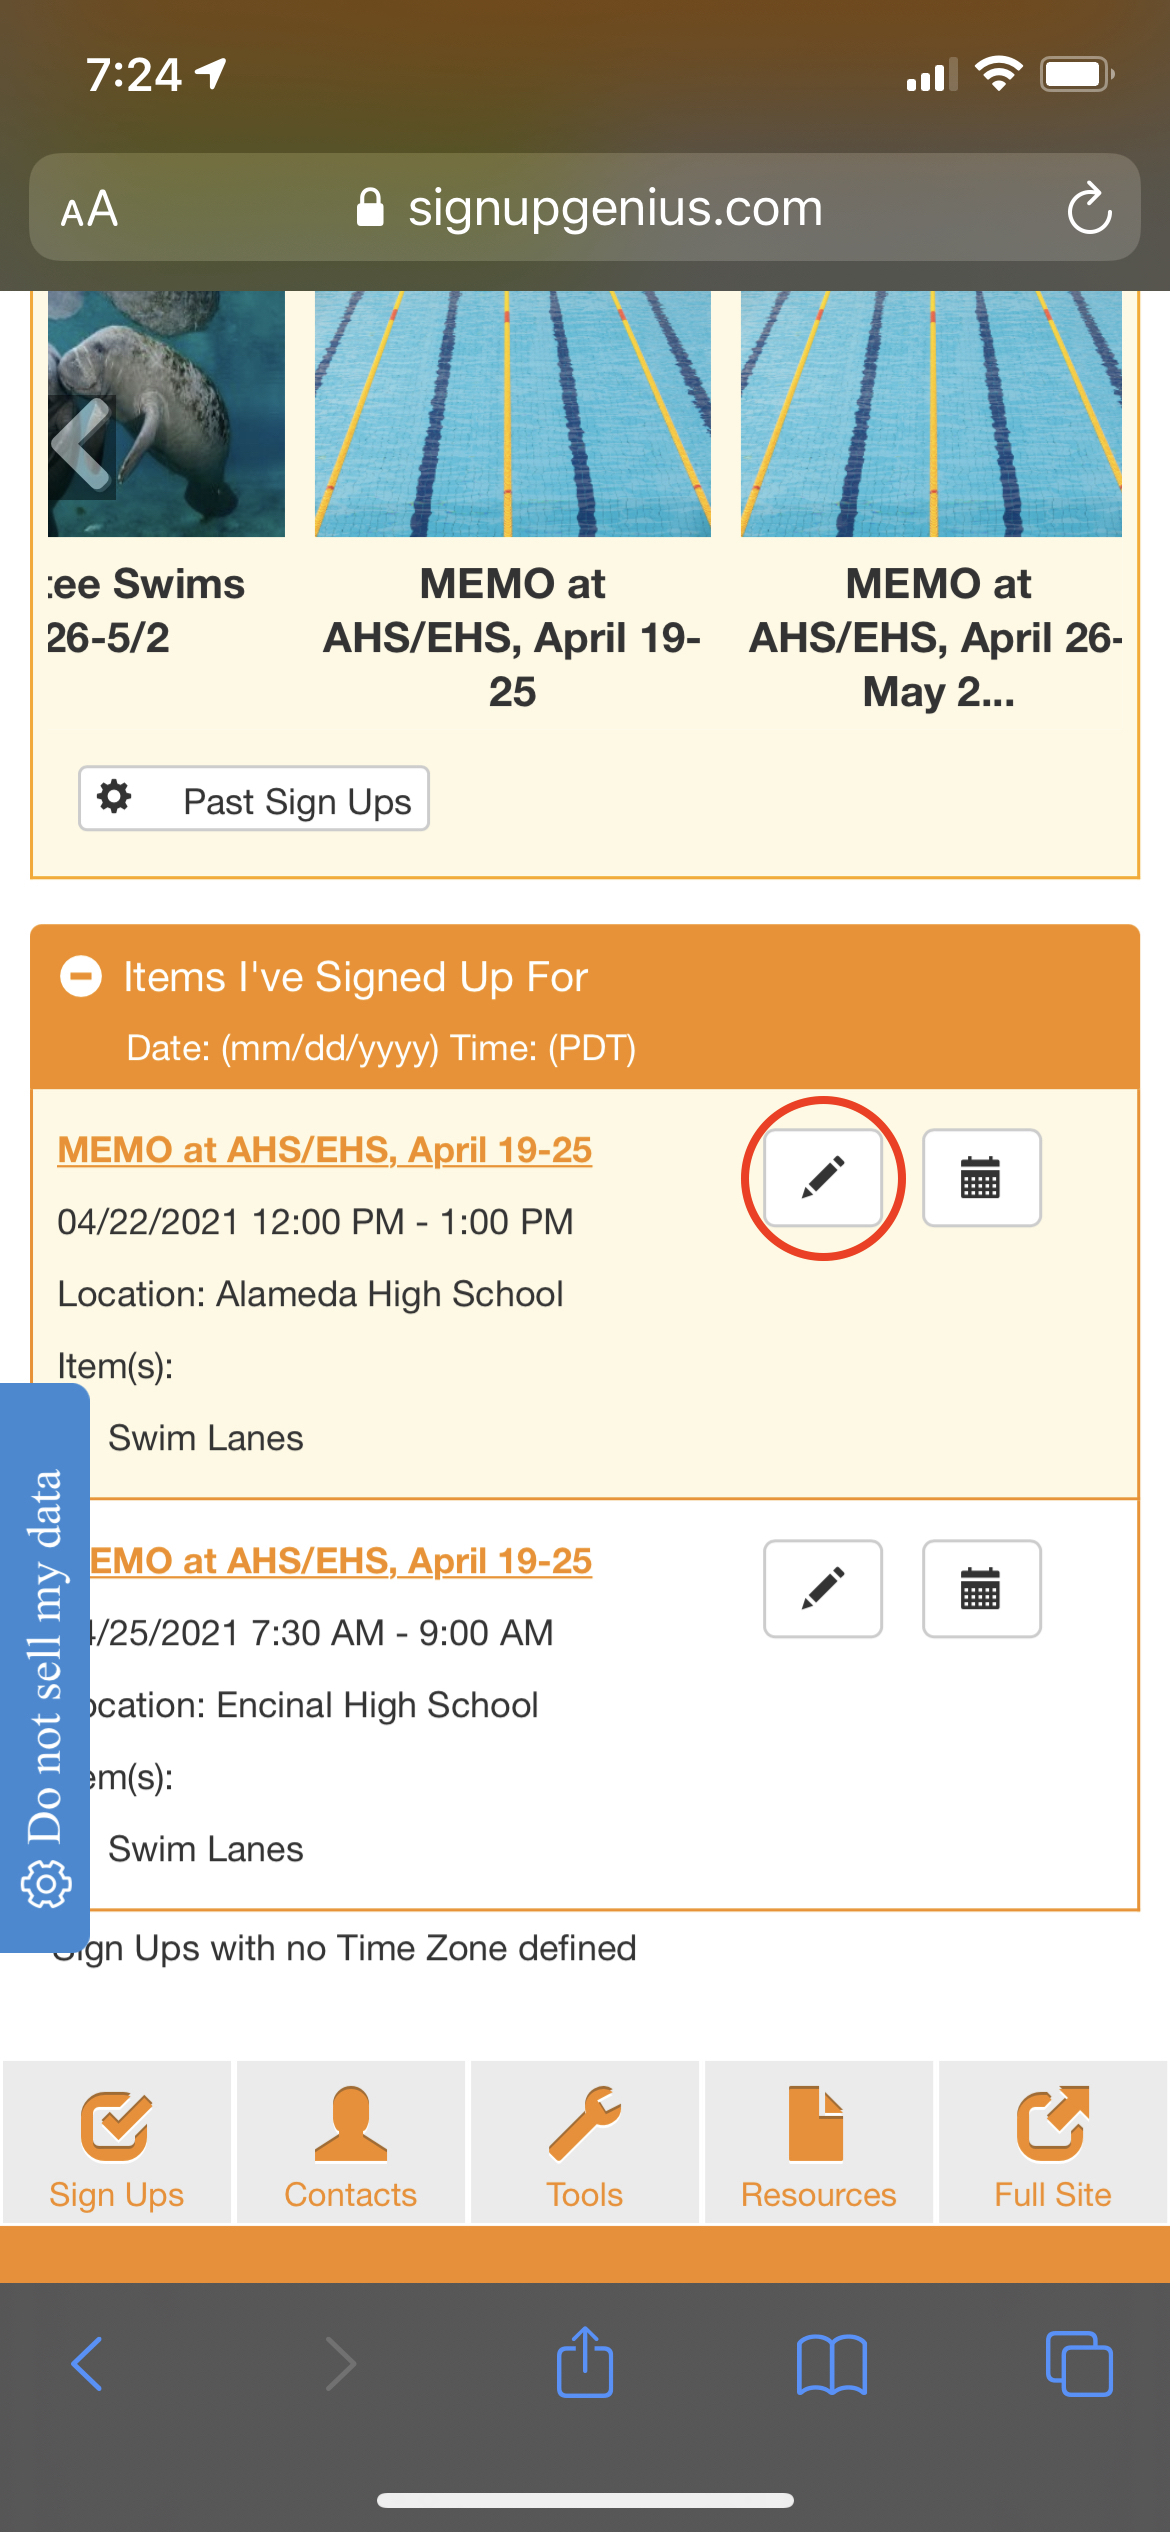 7:24
AA signupgenius.com
tee Swims
26-5/2
MEMO at
AHS/EHS, April 19-
25
MEMO at
AHS/EHS, April 26-
May 2...
Past Sign Ups
Items I've Signed Up For
Date: (mm/dd/yyyy) Time: (PDT)
MEMO at AHS/EHS, April 19-25
04/22/2021 12:00 PM - 1:00 PM
Location: Alameda High School
Item(s):
Swim Lanes
EMO at AHS/EHS, April 19-25
4/25/2021 7:30 AM - 9:00 AM
ocation: Encinal High School
em(s):
Swim Lanes
Sign Ups with no Time Zone defined
Do not sell my data
Sign Ups
Contacts
Tools
Resources
Full Site